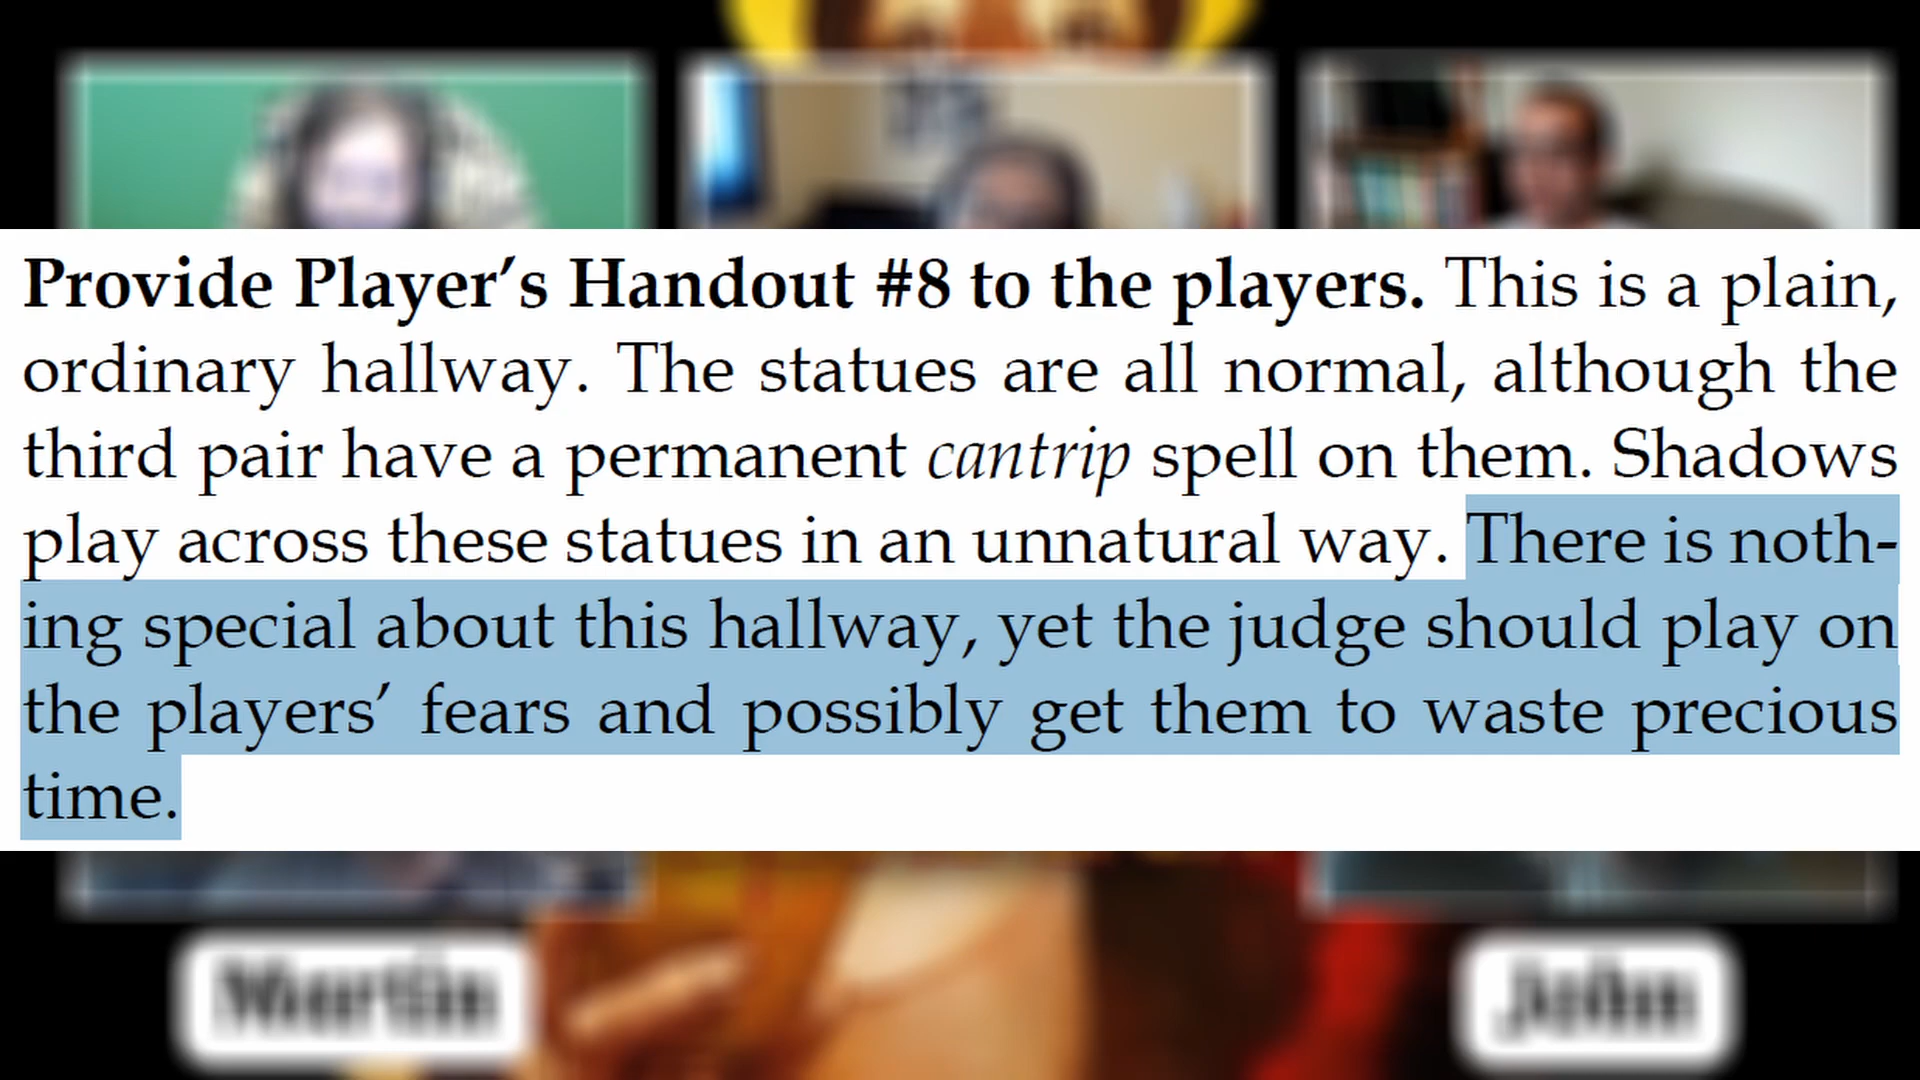 Provide Player’s Handout #8 to the players. This is a plain,
ordinary hallway. The statues are all normal, although the
third pair have a permanent cantrip spell on them. Shadows
play across these statues in an unnatural way. There is noth-
ing special about this hallway, yet the judge should play on
the players’ fears and possibly get them to waste precious
time.
Martin
John